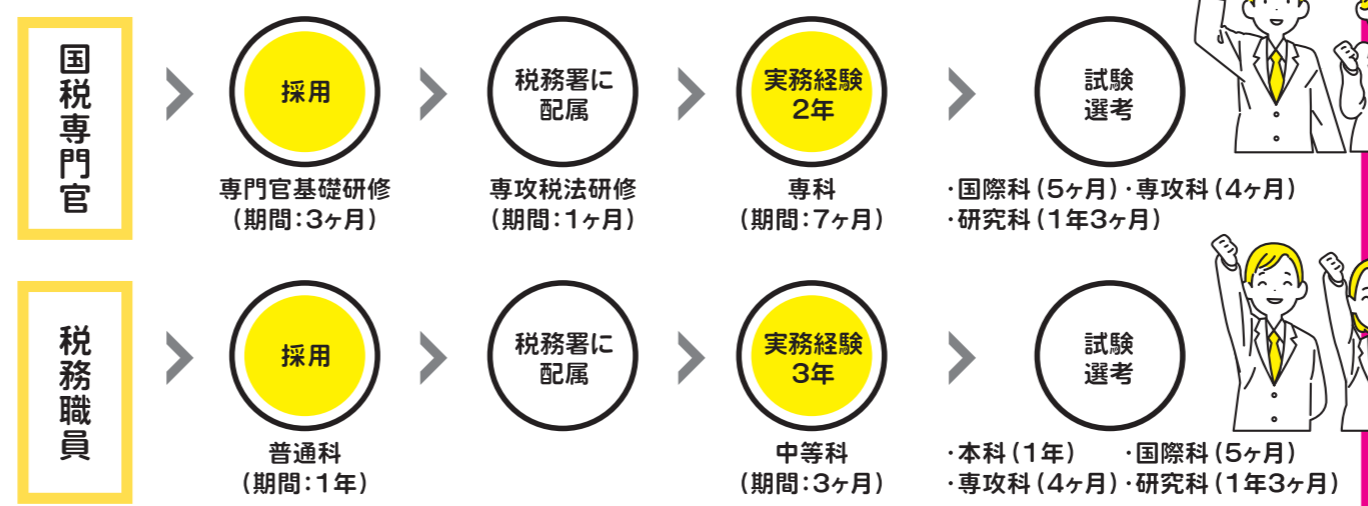 国税専門官
採用
専門官基礎研修
（期間：3ヶ月）
税務署に
配属
専攻税法研修
（期間：1ヶ月）
実務経験
2年
専科
（期間：7ヶ月）
試験
選考
・国際科（5ヶ月）・専攻科（4ヶ月）
・研究科（1年3ヶ月）
税務職員
採用
普通科
（期間：1年）
税務署に
配属
実務経験
3年
中等科
（期間：3ヶ月）
試験
選考
・本科（1年）　・国際科（5ヶ月）
・専攻科（4ヶ月）・研究科（1年3ヶ月）